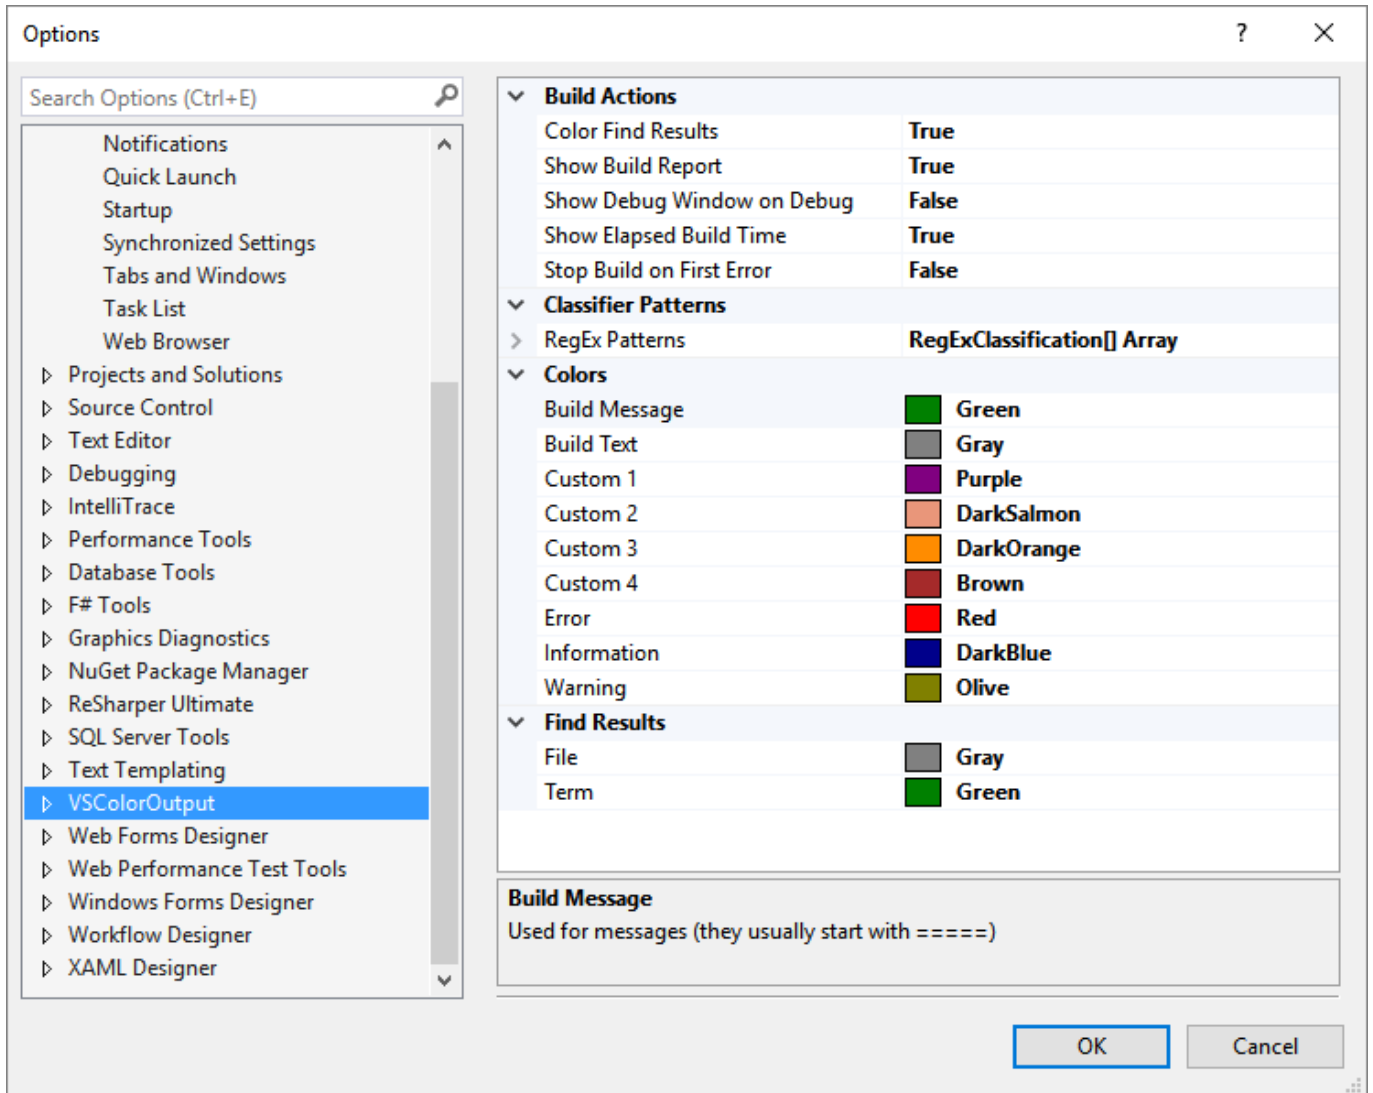 Options
?
Search Options (Ctrl+E)
Notifications
Quick Launch
Startup
Synchronized Settings
Tabs and Windows
Task List
Web Browser
Projects and Solutions
Source Control
Text Editor
Debugging
IntelliTrace
Performance Tools
Database Tools
F# Tools
Graphics Diagnostics
NuGet Package Manager
ReSharper Ultimate
SQL Server Tools
Text Templating
VSColorOutput
Web Forms Designer
Web Performance Test Tools
Windows Forms Designer
Workflow Designer
XAML Designer
Build Actions
Color Find Results True
Show Build Report True
Show Debug Window on Debug False
Show Elapsed Build Time True
Stop Build on First Error False
Classifier Patterns
RegEx Patterns RegExClassification[] Array
Colors
Build Message Green
Build Text Gray
Custom 1 Purple
Custom 2 DarkSalmon
Custom 3 DarkOrange
Custom 4 Brown
Error Red
Information DarkBlue
Warning Olive
Find Results
File Gray
Term Green
Build Message
Used for messages (they usually start with =====)
OK Cancel